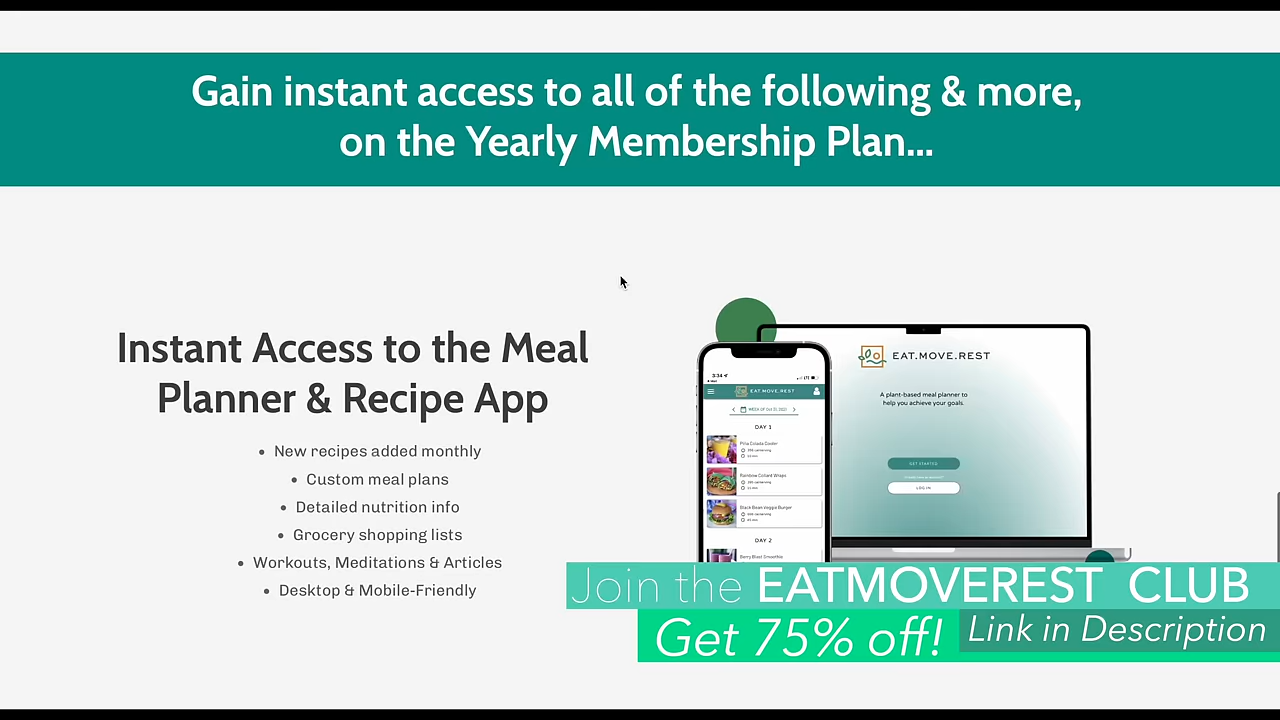 Gain instant access to all of the following & more,
on the Yearly Membership Plan...
Instant Access to the Meal
Planner & Recipe App
• New recipes added monthly
• Custom meal plans
• Detailed nutrition info
• Grocery shopping lists
• Workouts, Meditations & Articles
• Desktop & Mobile-Friendly
3:34
EAT.MOVE.REST
DAY 1
Piña Colada Cooler
Rainbow Collard Wraps
Black Bean Veggie Burger
DAY 2
Berry Blast Smoothie
EAT.MOVE.REST
A plant-based meal planner to
help you achieve your goals.
GET STARTED
LOG IN
Join the EATMOVEREST CLUB
Get 75% off!
Link in Description